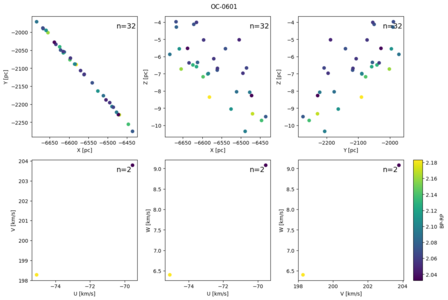 OC-0601
n=32
n=32
n=32
−2000
−2050
−2100
−2150
−2200
−2250
Y [pc]
−6650 −6600 −6550 −6500 −6450
X [pc]
−4
−5
−6
−7
−8
−9
−10
Z [pc]
−6650 −6600 −6550 −6500 −6450
X [pc]
−4
−5
−6
−7
−8
−9
−10
Z [pc]
−2200 −2100 −2000
Y [pc]
n=2
n=2
n=2
204
203
202
201
200
199
198
V [km/s]
−74 −72 −70
U [km/s]
9.0
8.5
8.0
7.5
7.0
6.5
W [km/s]
−74 −72 −70
U [km/s]
9.0
8.5
8.0
7.5
7.0
6.5
W [km/s]
198 200 202 204
V [km/s]
2.18
2.16
2.14
2.12
2.10
2.08
2.06
2.04
BP-RP